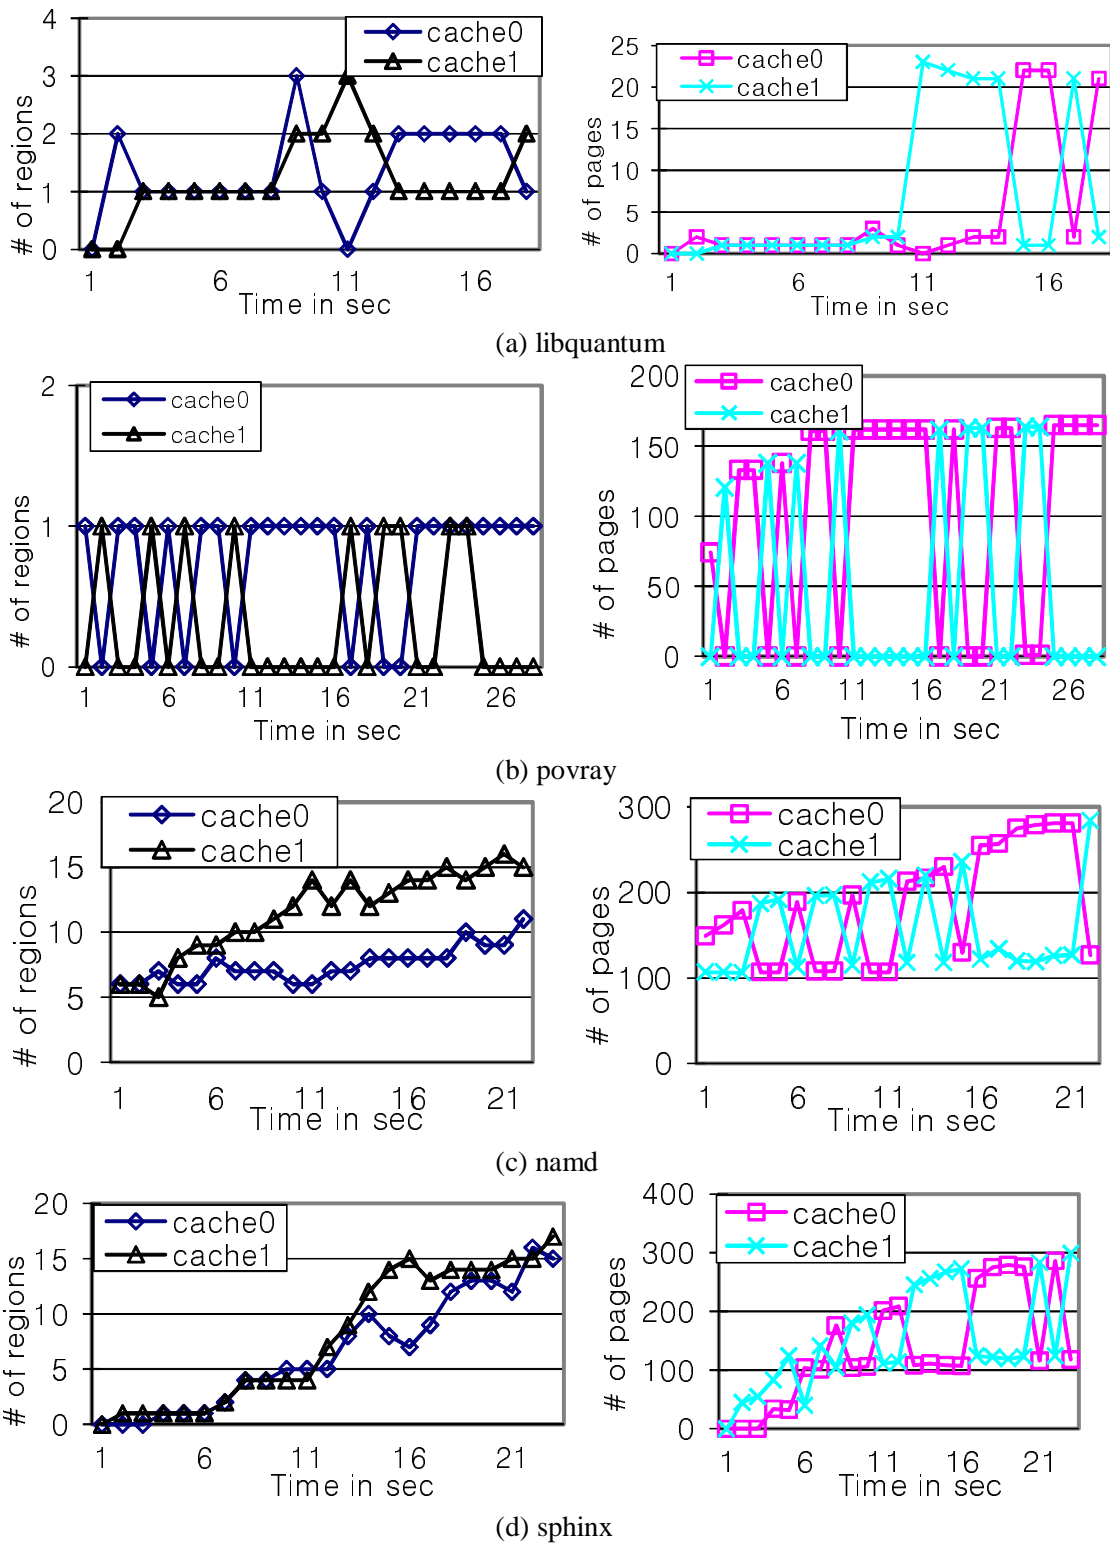 4
3
2
1
0
# of regions
cache0
cache1
1
6
11
16
Time in sec
25
20
15
10
5
0
# of pages
cache0
cache1
1
6
11
16
Time in sec
(a) libquantum
2
1
0
# of regions
cache0
cache1
1
6
11
16
21
26
Time in sec
200
150
100
50
0
# of pages
cache0
cache1
1
6
11
16
21
26
Time in sec
(b) povray
20
15
10
5
0
# of regions
cache0
cache1
1
6
11
16
21
Time in sec
300
200
100
0
# of pages
cache0
cache1
1
6
11
16
21
Time in sec
(c) namd
20
15
10
5
0
# of regions
cache0
cache1
1
6
11
16
21
Time in sec
400
300
200
100
0
# of pages
cache0
cache1
1
6
11
16
21
Time in sec
(d) sphinx